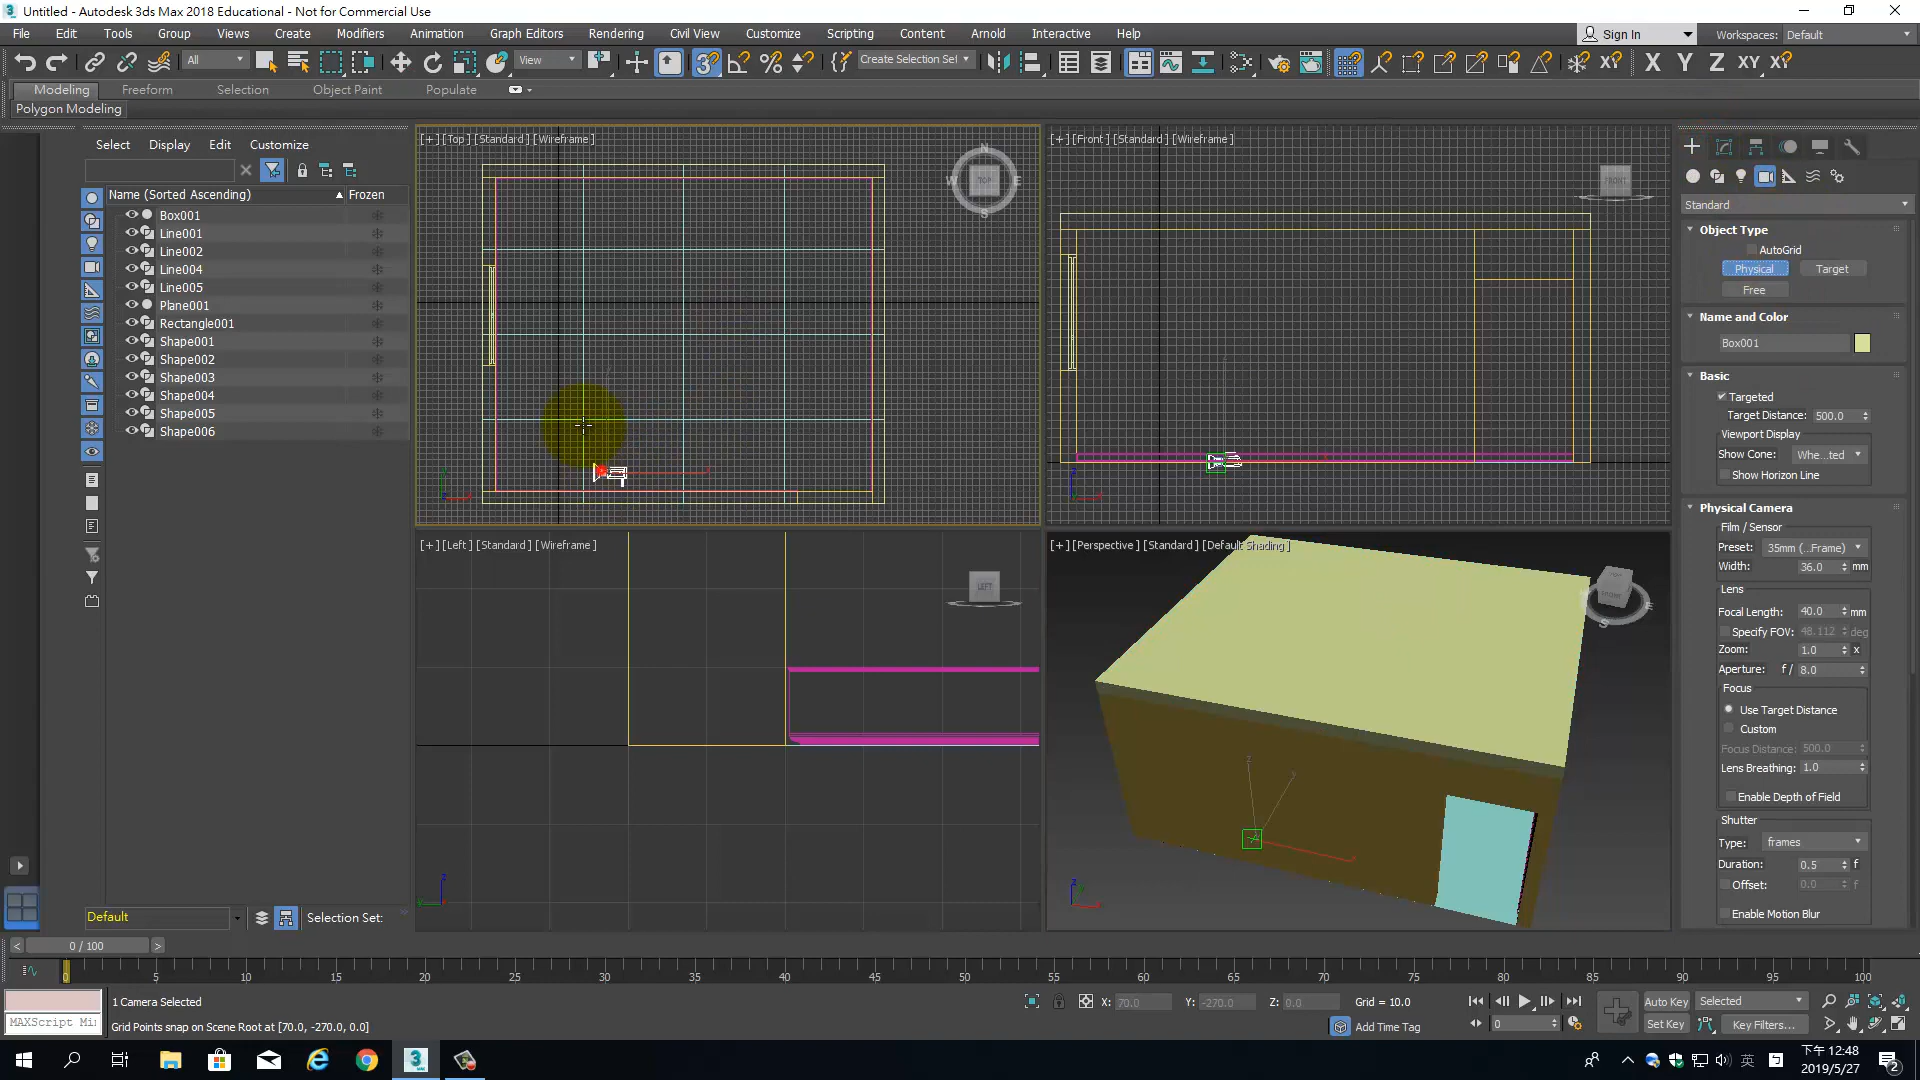 Untitled - Autodesk 3ds Max 2018 Educational - Not for Commercial Use
File Edit Tools Group Views Create Modifiers Animation Graph Editors Rendering Civil View Customize Scripting Content Arnold Interactive Help
Sign In Workspaces: Default
All View Create Selection Set X Y Z XY XY
Modeling Freeform Selection Object Paint Populate
Polygon Modeling
Select Display Edit Customize
Name (Sorted Ascending) Frozen
Box001
Line001
Line002
Line004
Line005
Plane001
Rectangle001
Shape001
Shape002
Shape003
Shape004
Shape005
Shape006
Default Selection Set:
[+] [Top] [Standard] [Wireframe]
N
W TOP E
S
[+] [Front] [Standard] [Wireframe]
FRONT
[+] [Left] [Standard] [Wireframe]
LEFT
[+] [Perspective] [Standard] [Default Shading]
Standard
Object Type
AutoGrid
Physical Target
Free
Name and Color
Box001
Basic
Targeted
Target Distance: 500.0
Viewport Display
Show Cone: Whe...ted
Show Horizon Line
Physical Camera
Film / Sensor
Preset: 35mm (...Frame)
Width: 36.0 mm
Lens
Focal Length: 40.0 mm
Specify FOV: 48.112 deg
Zoom: 1.0 x
Aperture: f / 8.0
Focus
Use Target Distance
Custom
Focus Distance: 500.0
Lens Breathing: 1.0
Enable Depth of Field
Shutter
Type: frames
Duration: 0.5 f
Offset: 0.0 f
Enable Motion Blur
0 / 100
0 5 10 15 20 25 30 35 40 45 50 55 60 65 70 75 80 85 90 95 100
1 Camera Selected
X: 70.0 Y: -270.0 Z: 0.0 Grid = 10.0
Auto Key Selected
MAXScript Mi
Grid Points snap on Scene Root at [70.0, -270.0, 0.0]
Add Time Tag
0
Set Key Key Filters...
英
下午 12:48
2019/5/27
2